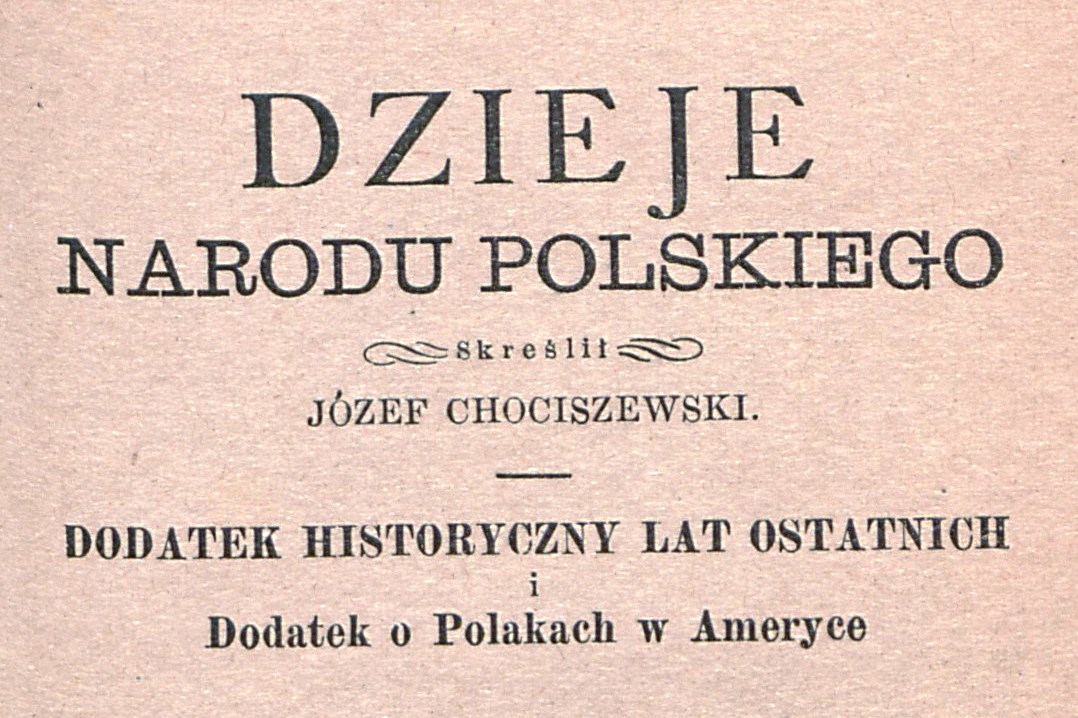 DZIEJE
NARODU POLSKIEGO
Skreślił
JÓZEF CHOCISZEWSKI.
DODATEK HISTORYCZNY LAT OSTATNICH
i
Dodatek o Polakach w Ameryce